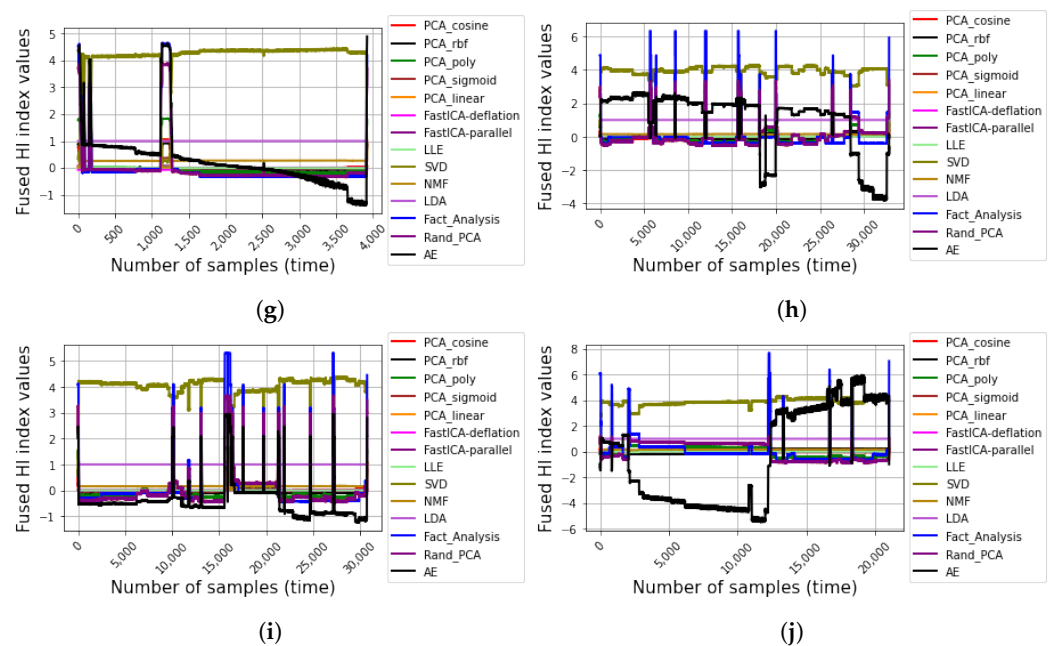 Fused HI index values
5
4
3
2
1
0
−1
0
500
1,000
1,500
2,000
2,500
3,000
3,500
4,000
Number of samples (time)
PCA_cosine
PCA_rbf
PCA_poly
PCA_sigmoid
PCA_linear
FastICA-deflation
FastICA-parallel
LLE
SVD
NMF
LDA
Fact_Analysis
Rand_PCA
AE
(g)
Fused HI index values
6
4
2
0
−2
−4
0
5,000
10,000
15,000
20,000
25,000
30,000
Number of samples (time)
PCA_cosine
PCA_rbf
PCA_poly
PCA_sigmoid
PCA_linear
FastICA-deflation
FastICA-parallel
LLE
SVD
NMF
LDA
Fact_Analysis
Rand_PCA
AE
(h)
Fused HI index values
5
4
3
2
1
0
−1
0
5,000
10,000
15,000
20,000
25,000
30,000
Number of samples (time)
PCA_cosine
PCA_rbf
PCA_poly
PCA_sigmoid
PCA_linear
FastICA-deflation
FastICA-parallel
LLE
SVD
NMF
LDA
Fact_Analysis
Rand_PCA
AE
(i)
Fused HI index values
8
6
4
2
0
−2
−4
−6
0
5,000
10,000
15,000
20,000
Number of samples (time)
PCA_cosine
PCA_rbf
PCA_poly
PCA_sigmoid
PCA_linear
FastICA-deflation
FastICA-parallel
LLE
SVD
NMF
LDA
Fact_Analysis
Rand_PCA
AE
(j)